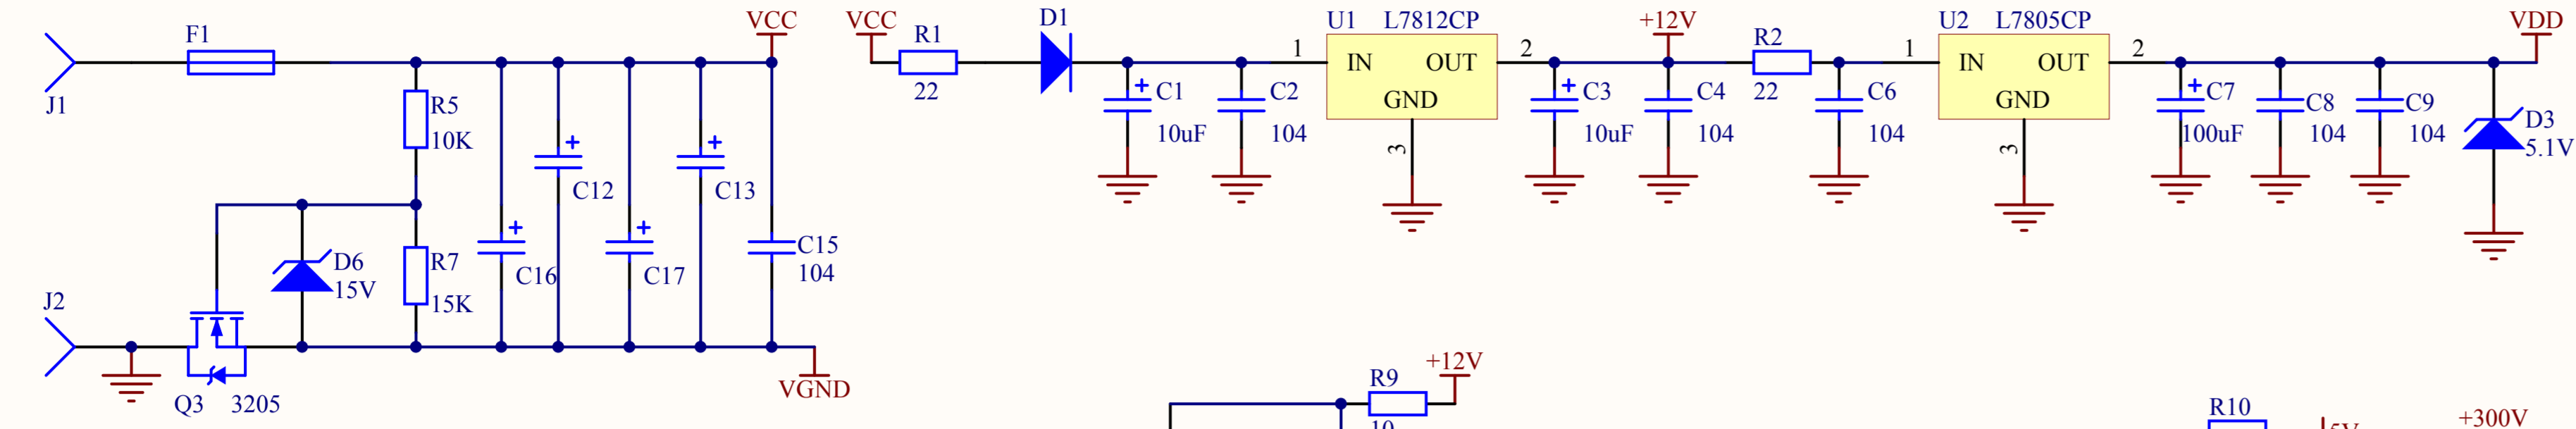 VCC
VCC
D1
U1 L7812CP
+12V
U2 L7805CP
VDD
F1
R1
R2
1
IN OUT
2
1
IN OUT
2
J1
R5
10K
22
C1
10uF
C2
104
GND
3
C3
10uF
C4
104
22
C6
104
GND
3
C7
100uF
C8
104
C9
104
D3
5.1V
C12
C13
D6
15V
R7
15K
C16
C17
C15
104
J2
Q3 3205
VGND
+12V
R9
10
R10
+300V